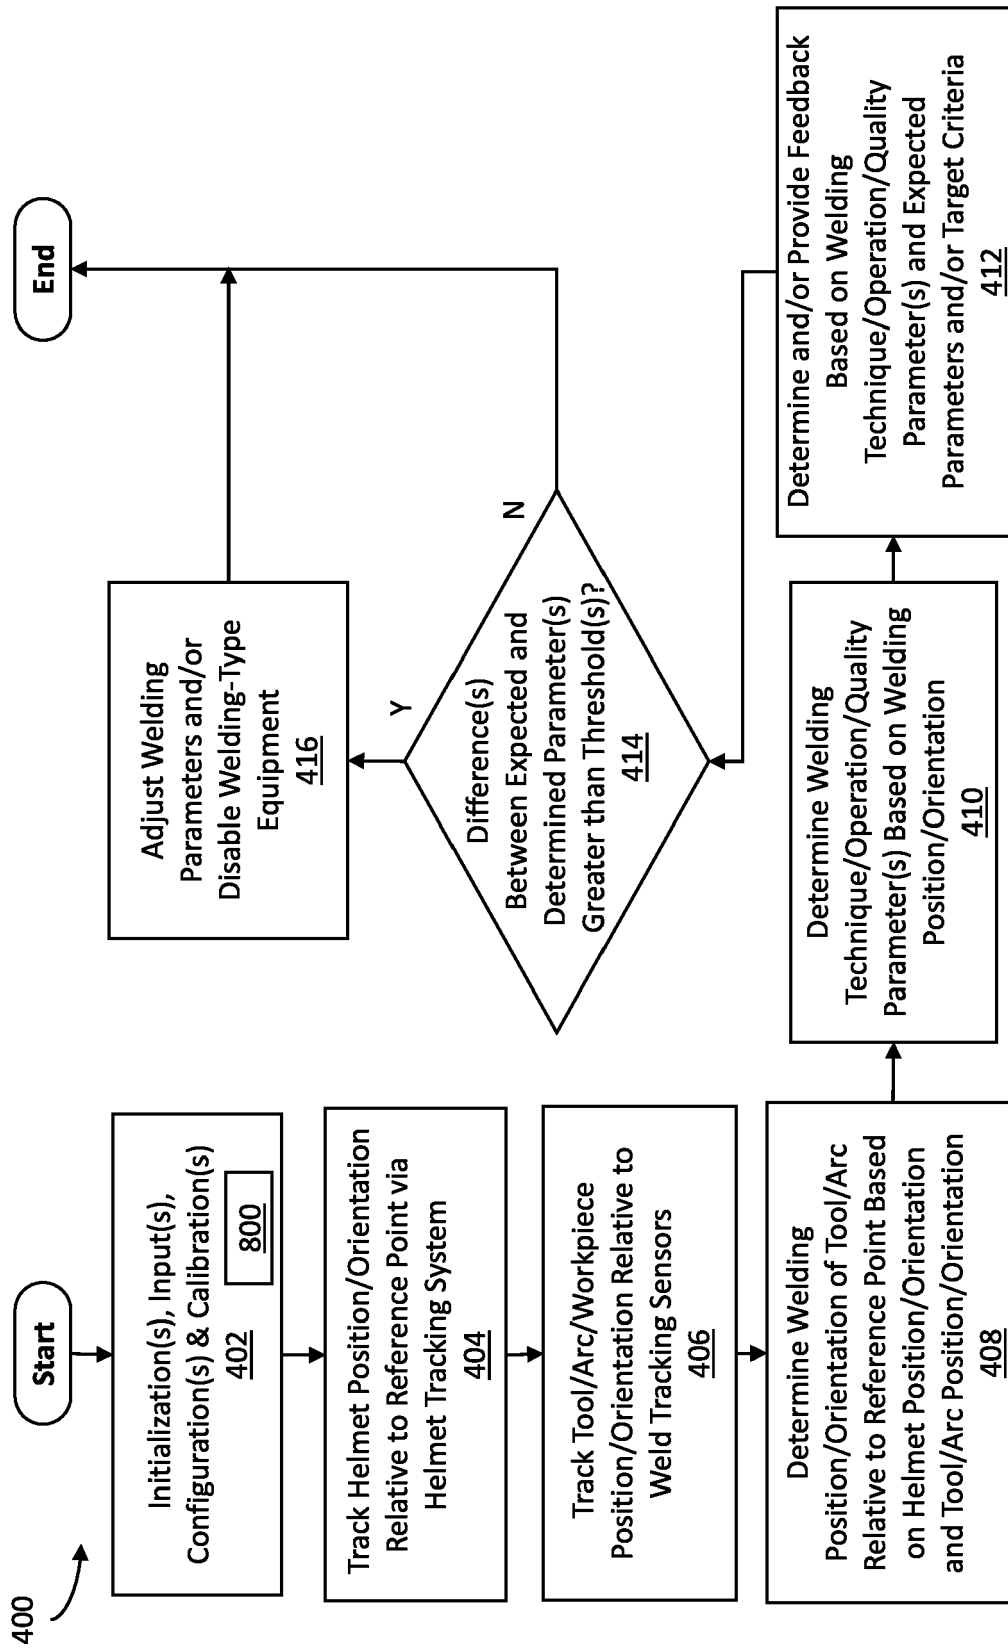 400
Start
Initialization(s), Input(s),
Configuration(s) & Calibration(s)
402
800
Track Helmet Position/Orientation
Relative to Reference Point via
Helmet Tracking System
404
Track Tool/Arc/Workpiece
Position/Orientation Relative to
Weld Tracking Sensors
406
Determine Welding
Position/Orientation of Tool/Arc
Relative to Reference Point Based
on Helmet Position/Orientation
and Tool/Arc Position/Orientation
408
Determine Welding
Technique/Operation/Quality
Parameter(s) Based on Welding
Position/Orientation
410
Determine and/or Provide Feedback
Based on Welding
Technique/Operation/Quality
Parameter(s) and Expected
Parameters and/or Target Criteria
412
Difference(s)
Between Expected and
Determined Parameter(s)
Greater than Threshold(s)?
414
Y
N
Adjust Welding
Parameters and/or
Disable Welding-Type
Equipment
416
End